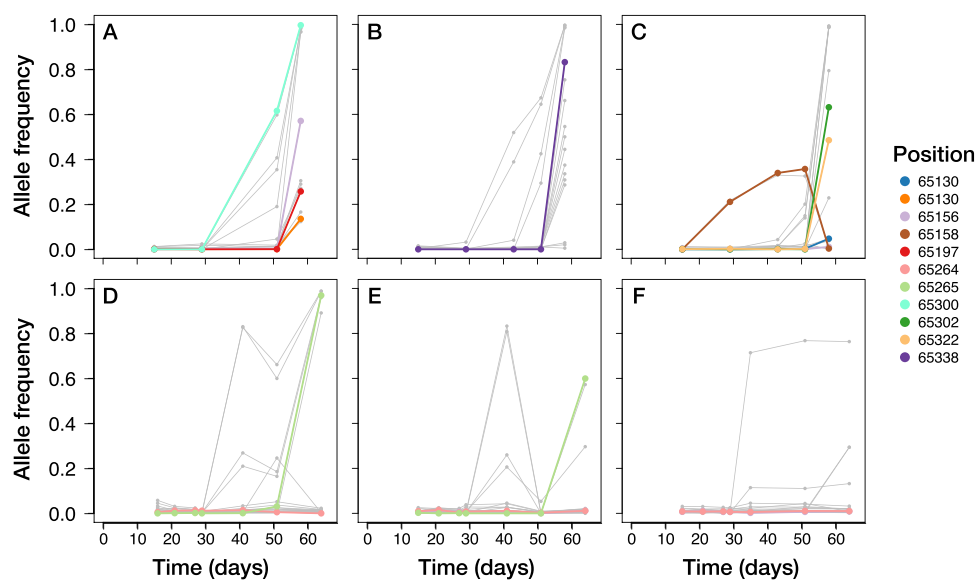 A
B
C
Allele frequency
1.0
0.8
0.6
0.4
0.2
0.0
Position
65130
65130
65156
65158
65197
65264
65265
65300
65302
65322
65338
D
E
F
Allele frequency
1.0
0.8
0.6
0.4
0.2
0.0
0 10 20 30 40 50 60
0 10 20 30 40 50 60
0 10 20 30 40 50 60
Time (days)
Time (days)
Time (days)